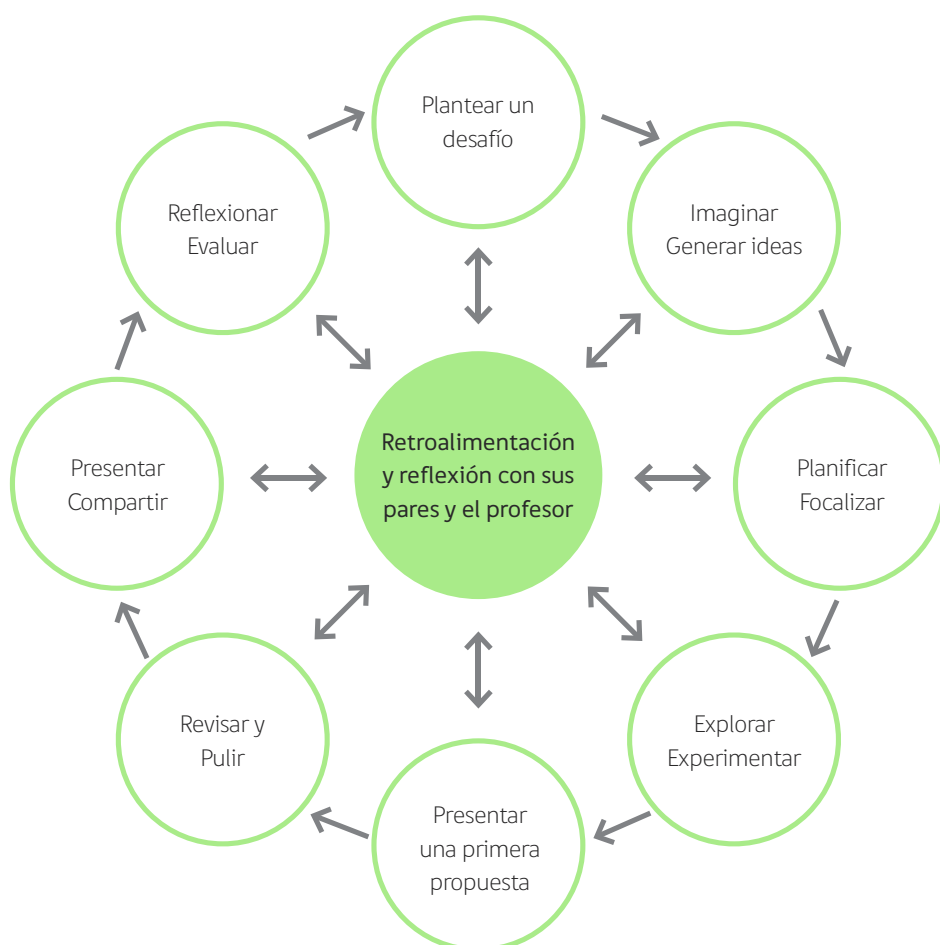 Plantear un
desafío
Imaginar
Generar ideas
Planificar
Focalizar
Explorar
Experimentar
Presentar
una primera
propuesta
Revisar y
Pulir
Presentar
Compartir
Reflexionar
Evaluar
Retroalimentación
y reflexión con sus
pares y el profesor